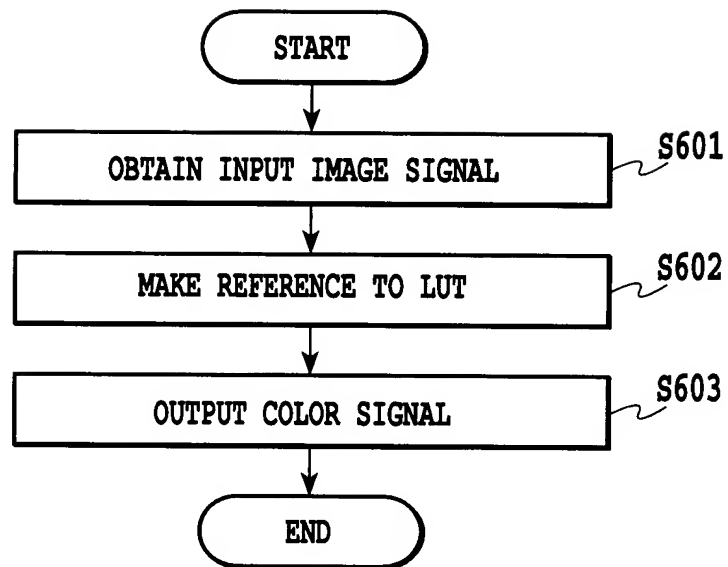 START
OBTAIN INPUT IMAGE SIGNAL
S601
MAKE REFERENCE TO LUT
S602
OUTPUT COLOR SIGNAL
S603
END